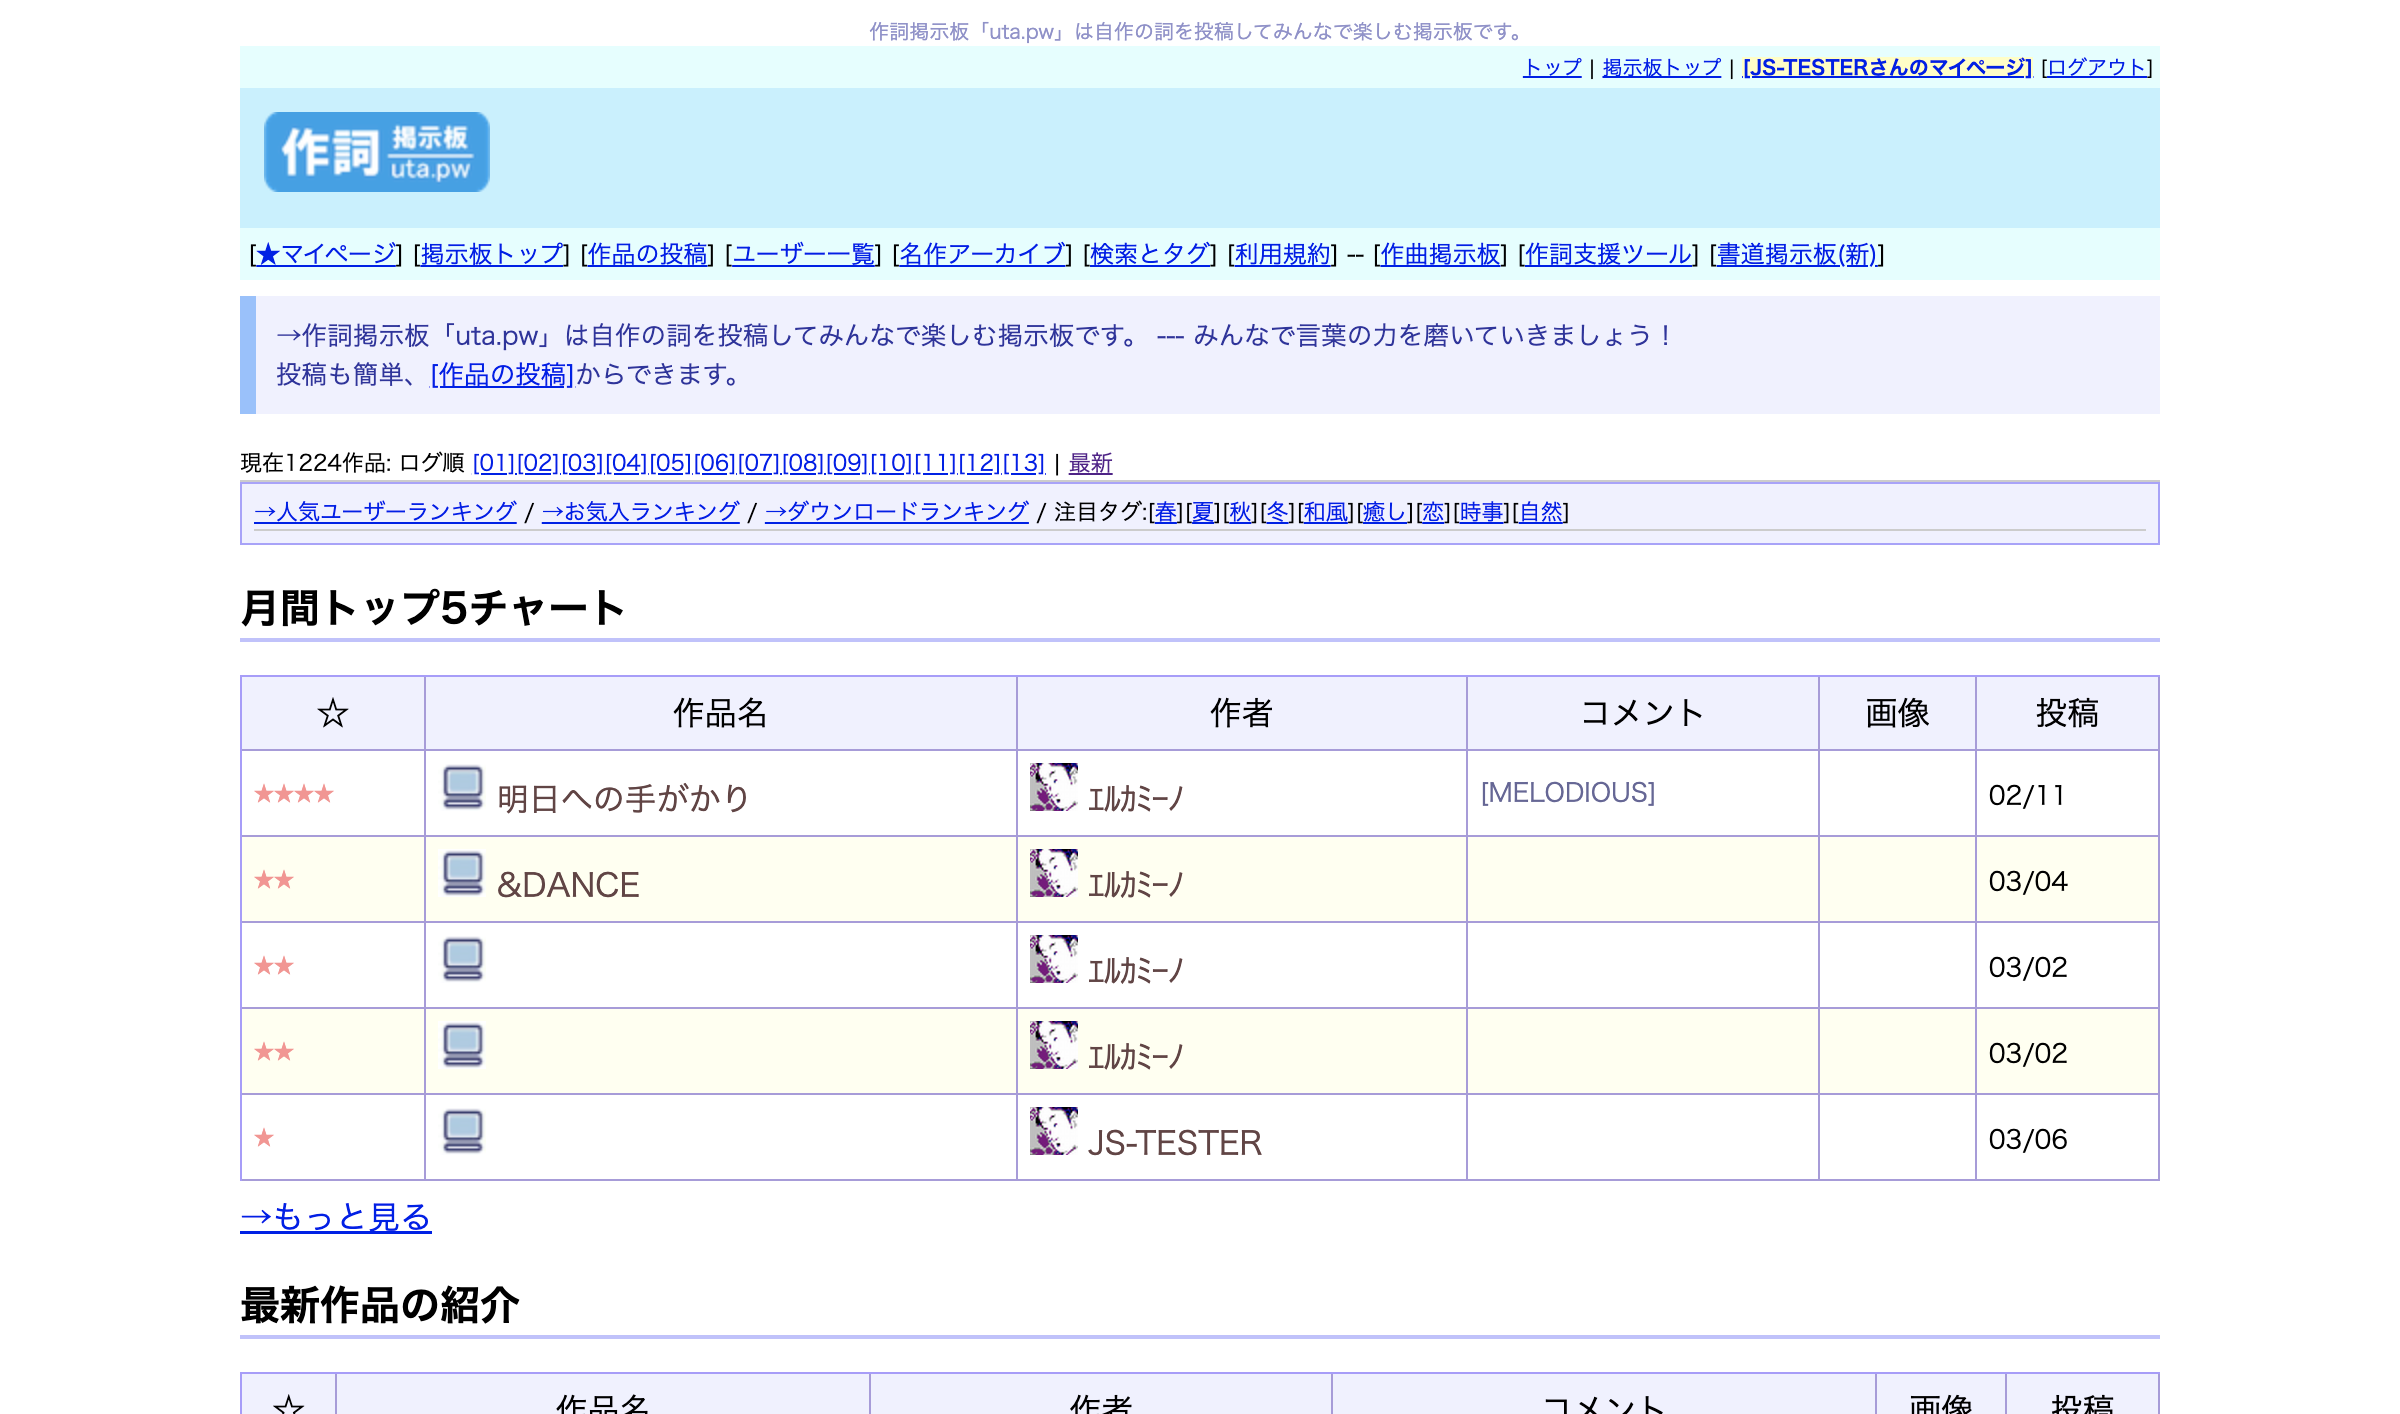 作詞掲示板「uta.pw」は自作の詞を投稿してみんなで楽しむ掲示板です。
トップ | 掲示板トップ | [JS-TESTERさんのマイページ] [ログアウト]
作詞 掲示板 uta.pw
[★マイページ] [掲示板トップ] [作品の投稿] [ユーザー一覧] [名作アーカイブ] [検索とタグ] [利用規約] -- [作曲掲示板] [作詞支援ツール] [書道掲示板(新)]
→作詞掲示板「uta.pw」は自作の詞を投稿してみんなで楽しむ掲示板です。 --- みんなで言葉の力を磨いていきましょう！
投稿も簡単、[作品の投稿]からできます。
現在1224作品: ログ順 [01][02][03][04][05][06][07][08][09][10][11][12][13] | 最新
→人気ユーザーランキング / →お気入ランキング / →ダウンロードランキング / 注目タグ:[春][夏][秋][冬][和風][癒し][恋][時事][自然]
月間トップ5チャート
☆ 作品名 作者 コメント 画像 投稿
★★★★ 明日への手がかり ｴﾙｶﾐｰﾉ [MELODIOUS] 02/11
★★ &DANCE ｴﾙｶﾐｰﾉ 03/04
★★ ｴﾙｶﾐｰﾉ 03/02
★★ ｴﾙｶﾐｰﾉ 03/02
★ JS-TESTER 03/06
→もっと見る
最新作品の紹介
☆ 作品名 作者 コメント 画像 投稿